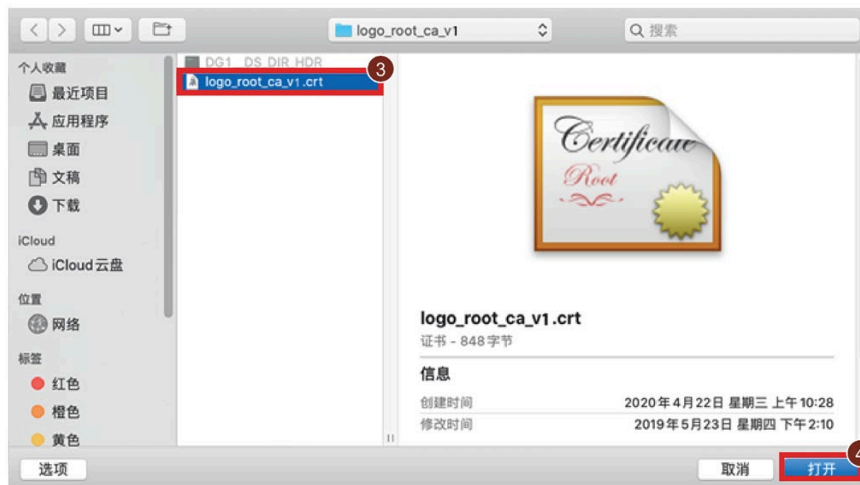 logo_root_ca_v1
搜索
个人收藏
最近项目
应用程序
桌面
文稿
下载
iCloud
iCloud云盘
位置
网络
标签
红色
橙色
黄色
DG1_DS_DIR_HDR
3
logo_root_ca_v1.crt
Certificate
Root
logo_root_ca_v1.crt
证书 - 848 字节
信息
创建时间 2020年4月22日 星期三 上午10:28
修改时间 2019年5月23日 星期四 下午2:10
选项
取消
打开
4